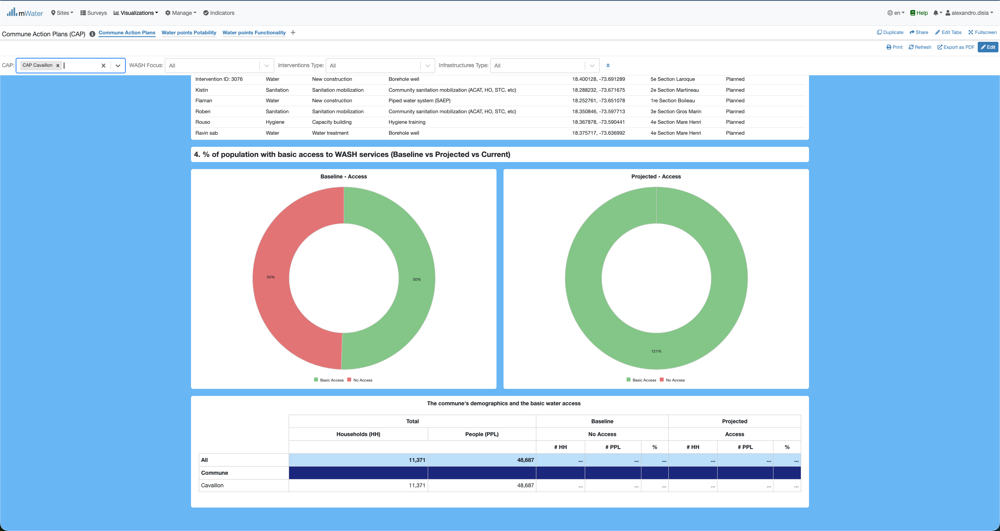 mWater Sites Surveys Visualizations Manage Indicators en Help alexandro.disla
Commune Action Plans (CAP) Commune Action Plans Water points Potability Water points Functionality + Duplicate Share Edit Tabs Fullscreen
Print Refresh Export as PDF Edit
CAP: CAP Cavaillon x WASH Focus: All Interventions Type: All Infrastructures Type: All
Intervention ID: 3076 Water New construction Borehole well 18.400128, -73.691289 5e Section Laroque Planned
Kistin Sanitation Sanitation mobilization Community sanitation mobilization (ACAT, HO, STC, etc) 18.288232, -73.671675 2e Section Martineau Planned
Flaman Water New construction Piped water system (SAEP) 18.252761, -73.651078 1re Section Boileau Planned
Roben Sanitation Sanitation mobilization Community sanitation mobilization (ACAT, HO, STC, etc) 18.350846, -73.597713 3e Section Gros Marin Planned
Rouso Hygiene Capacity building Hygiene training 18.367878, -73.590441 4e Section Mare Henri Planned
Ravin sab Water Water treatment Borehole well 18.375717, -73.636992 4e Section Mare Henri Planned
4. % of population with basic access to WASH services (Baseline vs Projected vs Current)
Baseline - Access
50% 50%
Basic Access No Access
Projected - Access
121%
Basic Access No Access
The commune's demographics and the basic water access
Total Baseline Projected
Households (HH) People (PPL) No Access Access
# HH # PPL % # HH # PPL %
All 11,371 48,687 ... ... ... ... ... ...
Commune
Cavaillon 11,371 48,687 ... ... ... ... ... ...